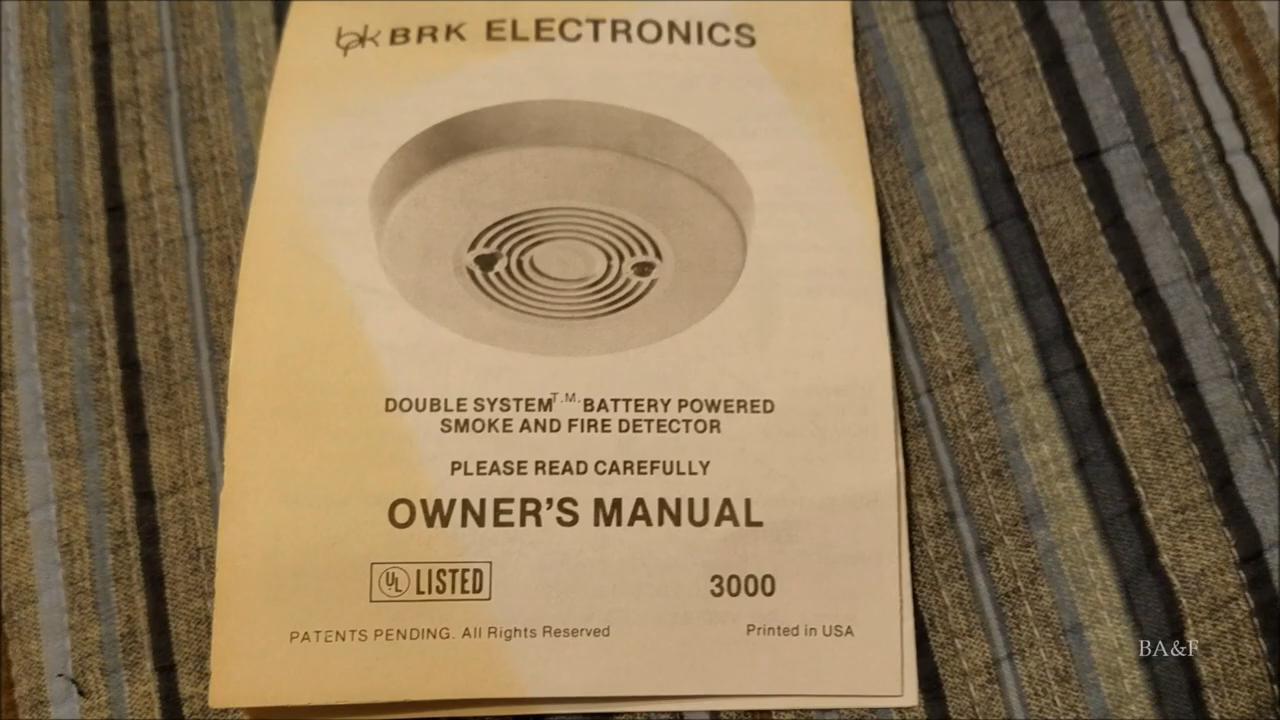 brk BRK ELECTRONICS
DOUBLE SYSTEM T.M. BATTERY POWERED
SMOKE AND FIRE DETECTOR
PLEASE READ CAREFULLY
OWNER'S MANUAL
UL LISTED
3000
PATENTS PENDING. All Rights Reserved
Printed in USA
BA&F